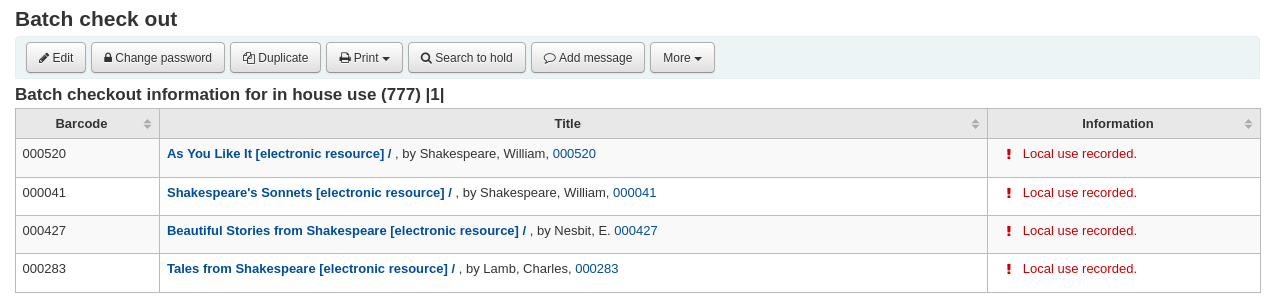 Batch check out
Edit Change password Duplicate Print Search to hold Add message More
Batch checkout information for in house use (777) |1|
Barcode Title Information
000520 As You Like It [electronic resource] / , by Shakespeare, William, 000520 Local use recorded.
000041 Shakespeare's Sonnets [electronic resource] / , by Shakespeare, William, 000041 Local use recorded.
000427 Beautiful Stories from Shakespeare [electronic resource] / , by Nesbit, E. 000427 Local use recorded.
000283 Tales from Shakespeare [electronic resource] / , by Lamb, Charles, 000283 Local use recorded.